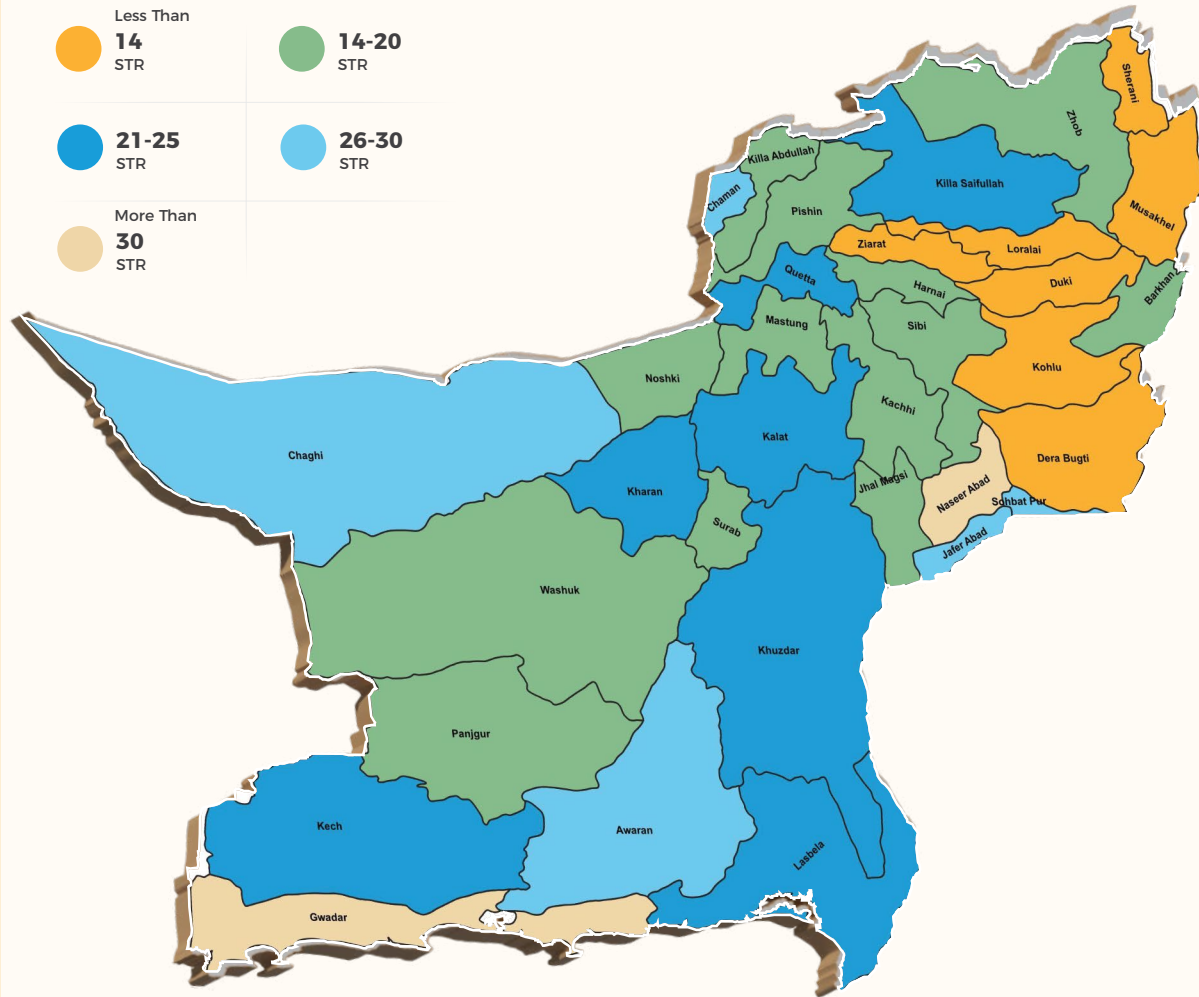 Less Than
14
STR
14-20
STR
21-25
STR
26-30
STR
More Than
30
STR
Sherani
Zhob
Killa Abdullah
Killa Saifullah
Chaman
Pishin
Musakhel
Ziarat
Loralai
Quetta
Duki
Harnai
Barkhan
Mastung
Sibi
Kohlu
Noshki
Kachhi
Kalat
Chaghi
Dera Bugti
Jhal Magsi
Kharan
Naseer Abad
Sohbat Pur
Surab
Jafer Abad
Washuk
Khuzdar
Panjgur
Kech
Awaran
Lasbela
Gwadar